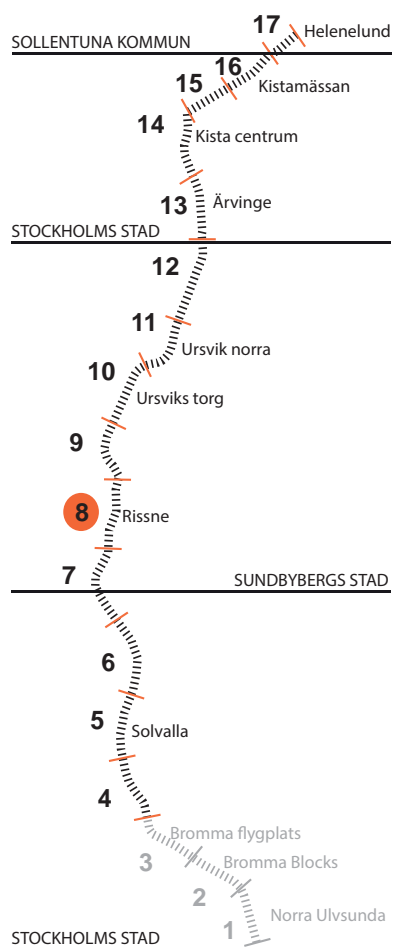 17
Helenelund
SOLLENTUNA KOMMUN
16
15
Kistamässan
14
Kista centrum
13
Ärvinge
STOCKHOLMS STAD
12
11
Ursvik norra
10
Ursviks torg
9
8
Rissne
7
SUNDBYBERGS STAD
6
5
Solvalla
4
Bromma flygplats
3
Bromma Blocks
2
Norra Ulvsunda
1
STOCKHOLMS STAD